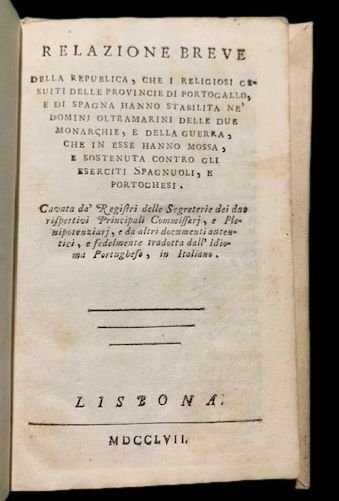 RELAZIONE BREVE
DELLA REPUBLICA, CHE I RELIGIOSI GE-
SUITI DELLE PROVINCIE DI PORTOGALLO,
E DI SPAGNA HANNO STABILITA NE'
DOMINJ OLTRAMARINI DELLE DUE
MONARCHIE, E DELLA GUERRA,
CHE IN ESSE HANNO MOSSA,
E SOSTENUTA CONTRO GLI
ESERCITI SPAGNUOLI, E
PORTOGHESI.
Cavata da' Registri delle Segreterie dei due
rispettivi Principali Commissarj, e Ple-
nipotenziarj, e da altri documenti auten-
tici, e fedelmente tradotta dall' Idio-
ma Portughese, in Italiano.
LISBONA.
MDCCLVII.